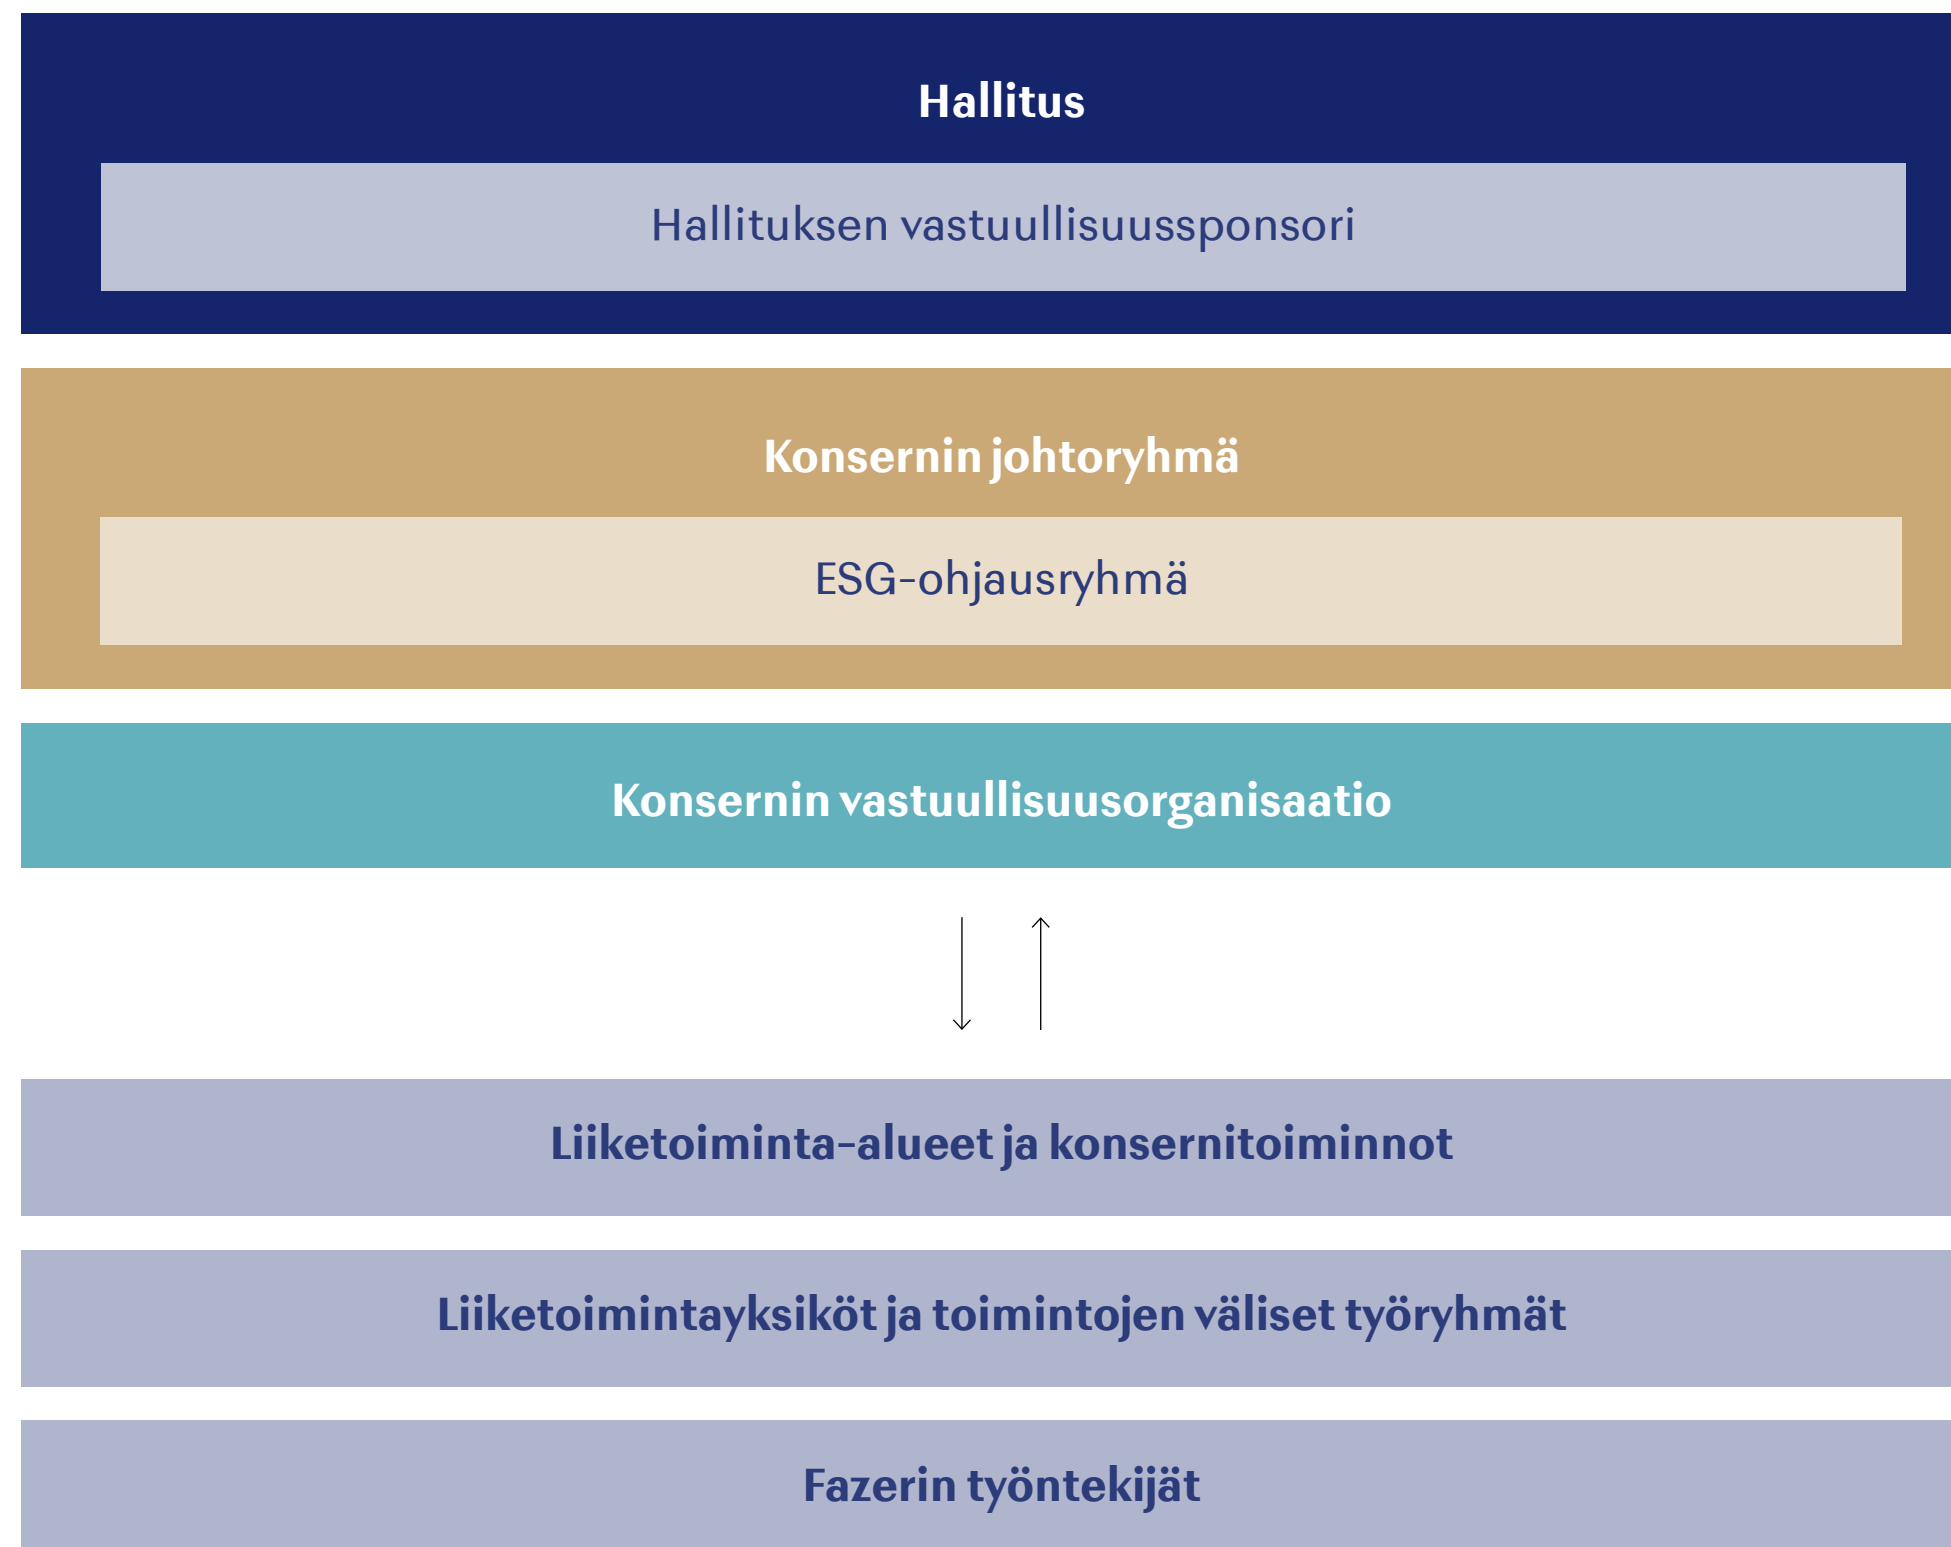 Hallitus
Hallituksen vastuullisuussponsori
Konsernin johtoryhmä
ESG-ohjausryhmä
Konsernin vastuullisuusorganisaatio
Liiketoiminta-alueet ja konsernitoiminnot
Liiketoimintayksiköt ja toimintojen väliset työryhmät
Fazerin työntekijät